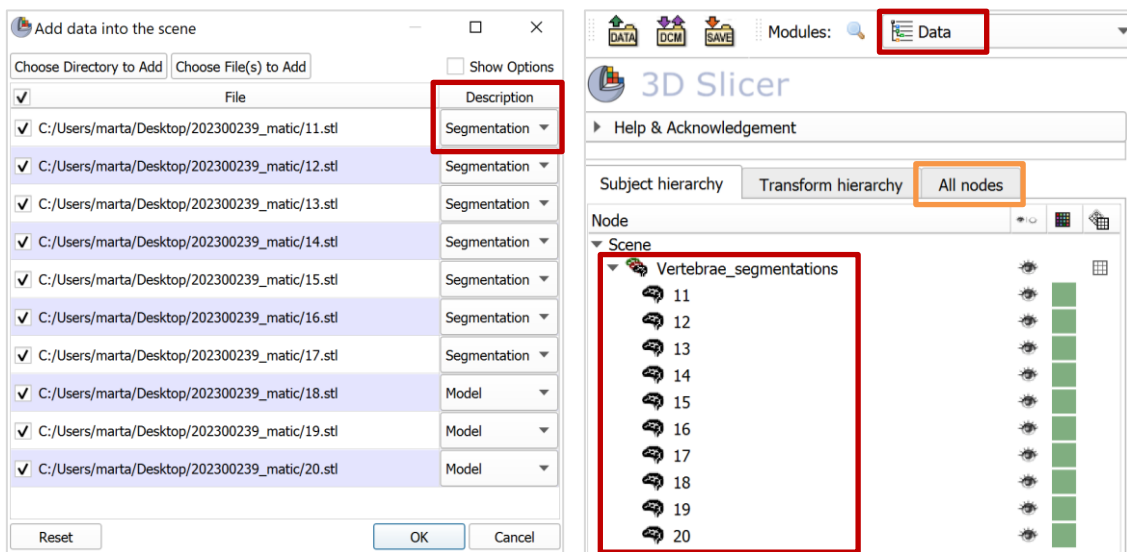 Add data into the scene
Choose Directory to Add Choose File(s) to Add Show Options
File Description
C:/Users/marta/Desktop/202300239_matic/11.stl Segmentation
C:/Users/marta/Desktop/202300239_matic/12.stl Segmentation
C:/Users/marta/Desktop/202300239_matic/13.stl Segmentation
C:/Users/marta/Desktop/202300239_matic/14.stl Segmentation
C:/Users/marta/Desktop/202300239_matic/15.stl Segmentation
C:/Users/marta/Desktop/202300239_matic/16.stl Segmentation
C:/Users/marta/Desktop/202300239_matic/17.stl Segmentation
C:/Users/marta/Desktop/202300239_matic/18.stl Model
C:/Users/marta/Desktop/202300239_matic/19.stl Model
C:/Users/marta/Desktop/202300239_matic/20.stl Model
Reset OK Cancel
DATA DCM SAVE Modules: Data
3D Slicer
Help & Acknowledgement
Subject hierarchy Transform hierarchy All nodes
Node
Scene
Vertebrae_segmentations
11
12
13
14
15
16
17
18
19
20